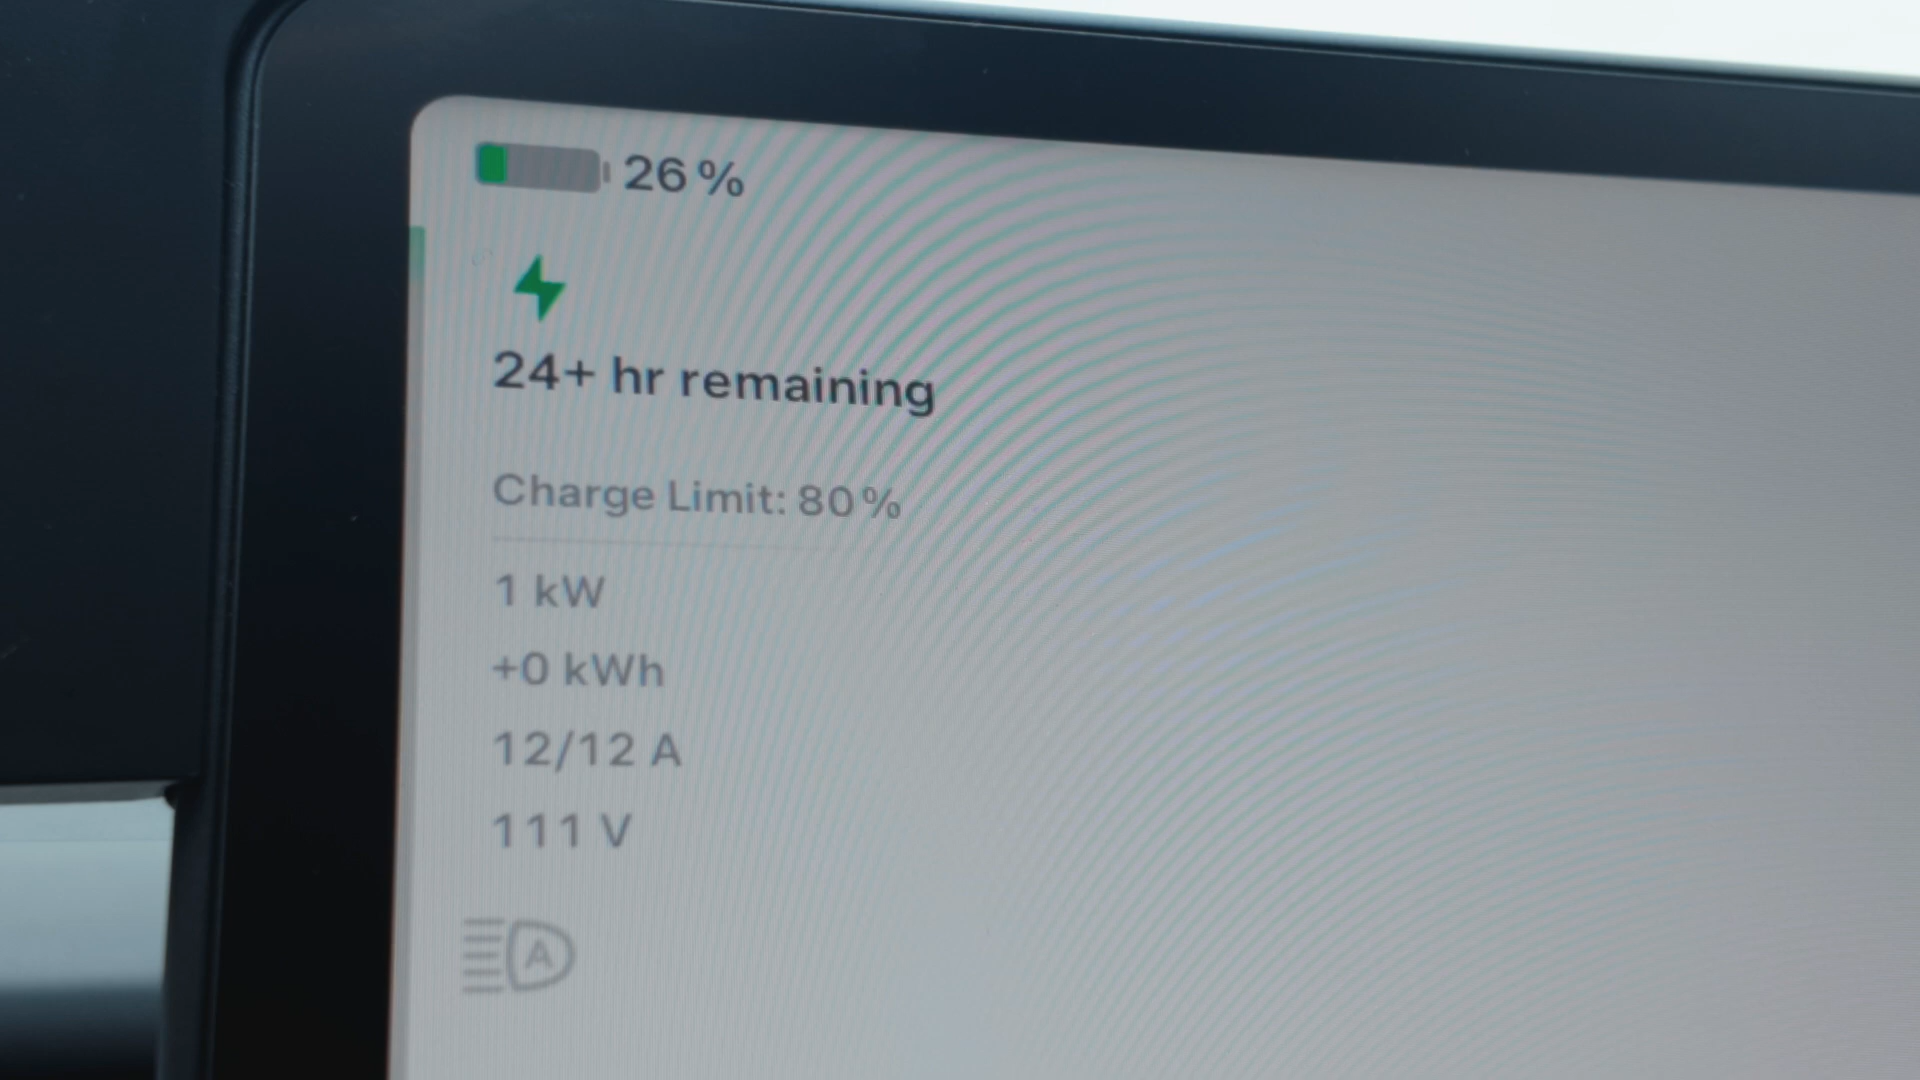 26 %
24+ hr remaining
Charge Limit: 80 %
1 kW
+0 kWh
12/12 A
111 V
A